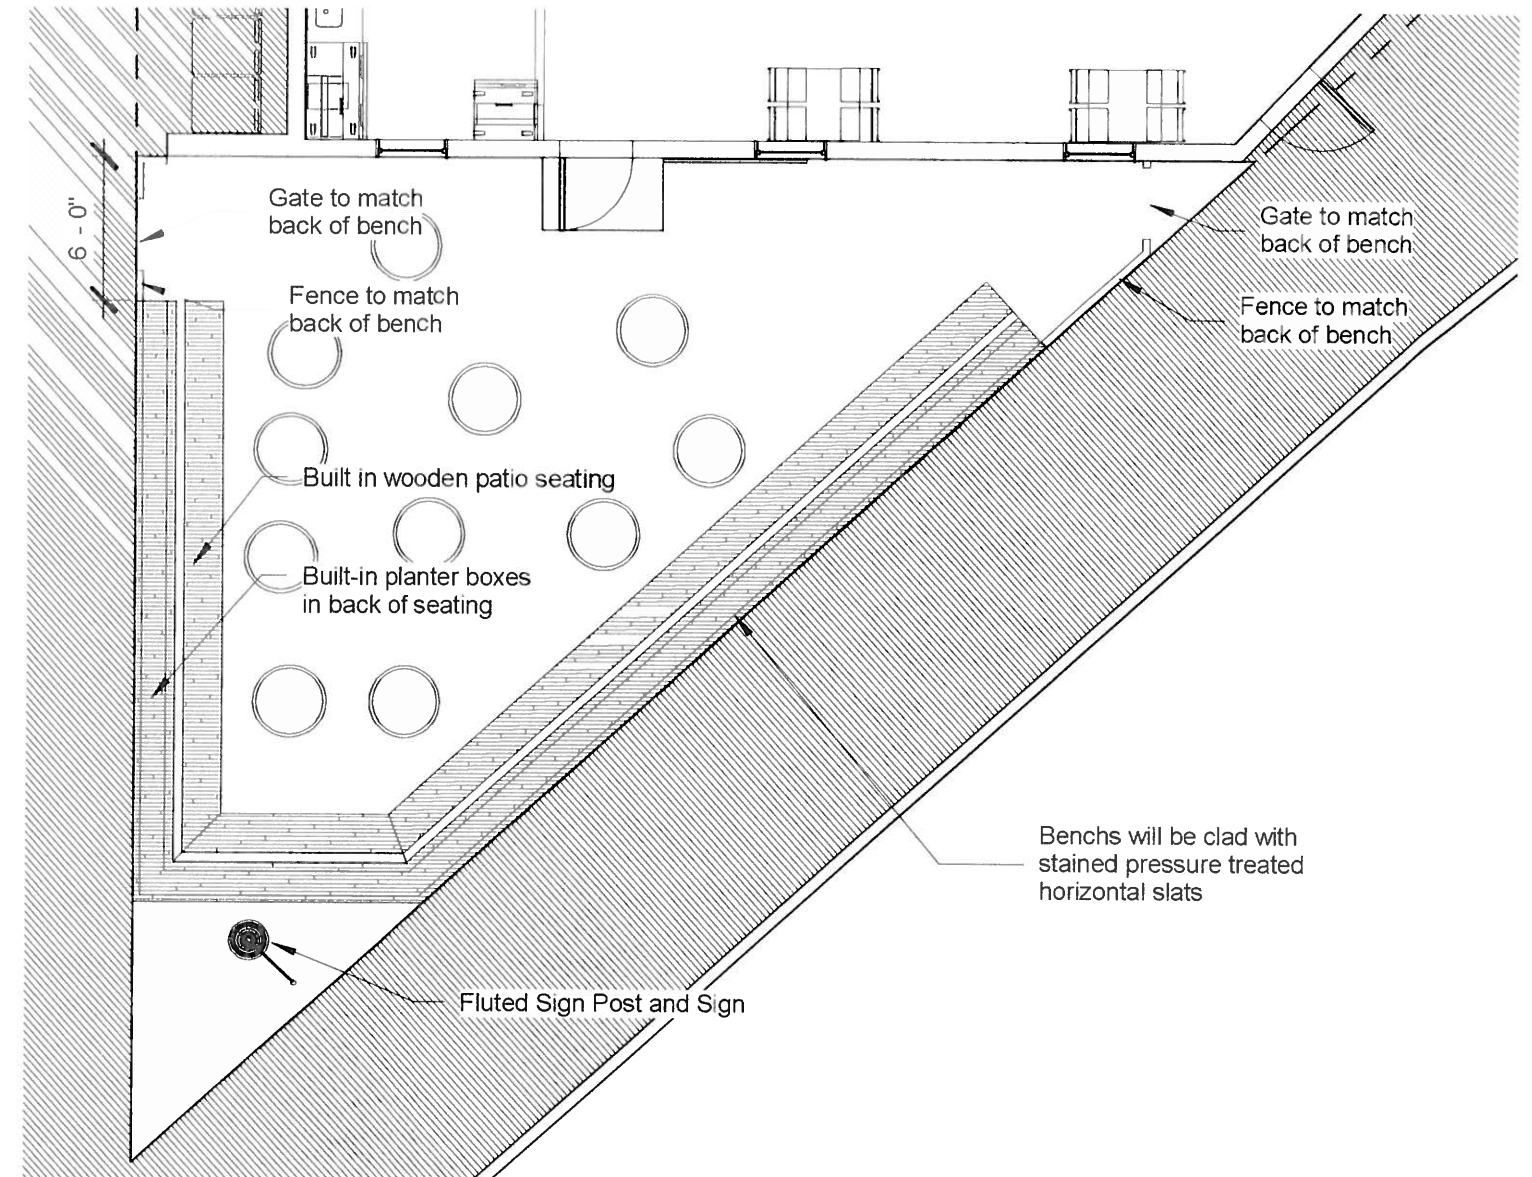 Gate to match
back of bench
6 - 0"
Gate to match
back of bench
Fence to match
back of bench
Fence to match
back of bench
Built in wooden patio seating
Built-in planter boxes
in back of seating
Benchs will be clad with
stained pressure treated
horizontal slats
Fluted Sign Post and Sign